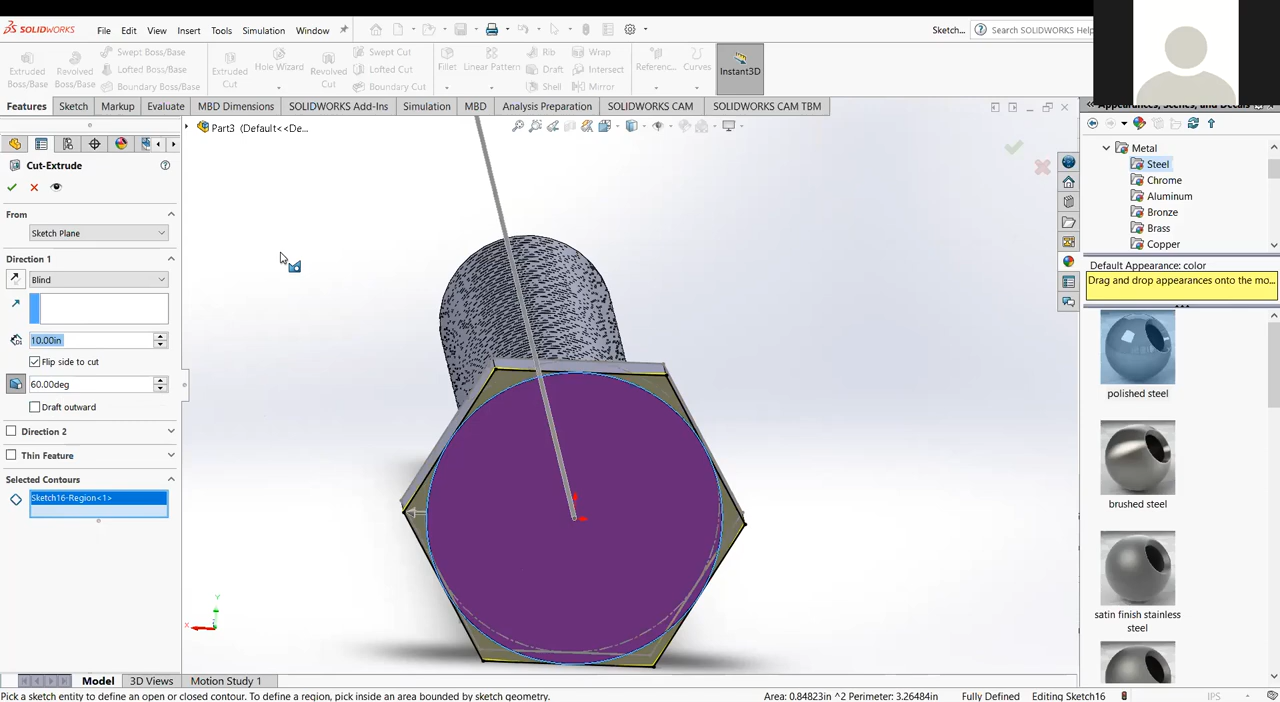 SOLIDWORKS File Edit View Insert Tools Simulation Window Sketch... Search SOLIDWORKS Help
Extruded Boss/Base Revolved Boss/Base Swept Boss/Base Lofted Boss/Base Boundary Boss/Base Extruded Cut Hole Wizard Revolved Cut Swept Cut Lofted Cut Boundary Cut Fillet Linear Pattern Rib Draft Shell Wrap Intersect Mirror Referenc... Curves Instant3D
Features Sketch Markup Evaluate MBD Dimensions SOLIDWORKS Add-Ins Simulation MBD Analysis Preparation SOLIDWORKS CAM SOLIDWORKS CAM TBM
Appearances, Scenes, and Decals
Part3 (Default<<De...
Cut-Extrude
From
Sketch Plane
Direction 1
Blind
10.00in
Flip side to cut
60.00deg
Draft outward
Direction 2
Thin Feature
Selected Contours
Sketch16-Region<1>
Y
X
Metal
Steel
Chrome
Aluminum
Bronze
Brass
Copper
Default Appearance: color
Drag and drop appearances onto the mo...
polished steel
brushed steel
satin finish stainless
steel
Model 3D Views Motion Study 1
Pick a sketch entity to define an open or closed contour. To define a region, pick inside an area bounded by sketch geometry. Area: 0.84823in ^2 Perimeter: 3.26484in Fully Defined Editing Sketch16 IPS